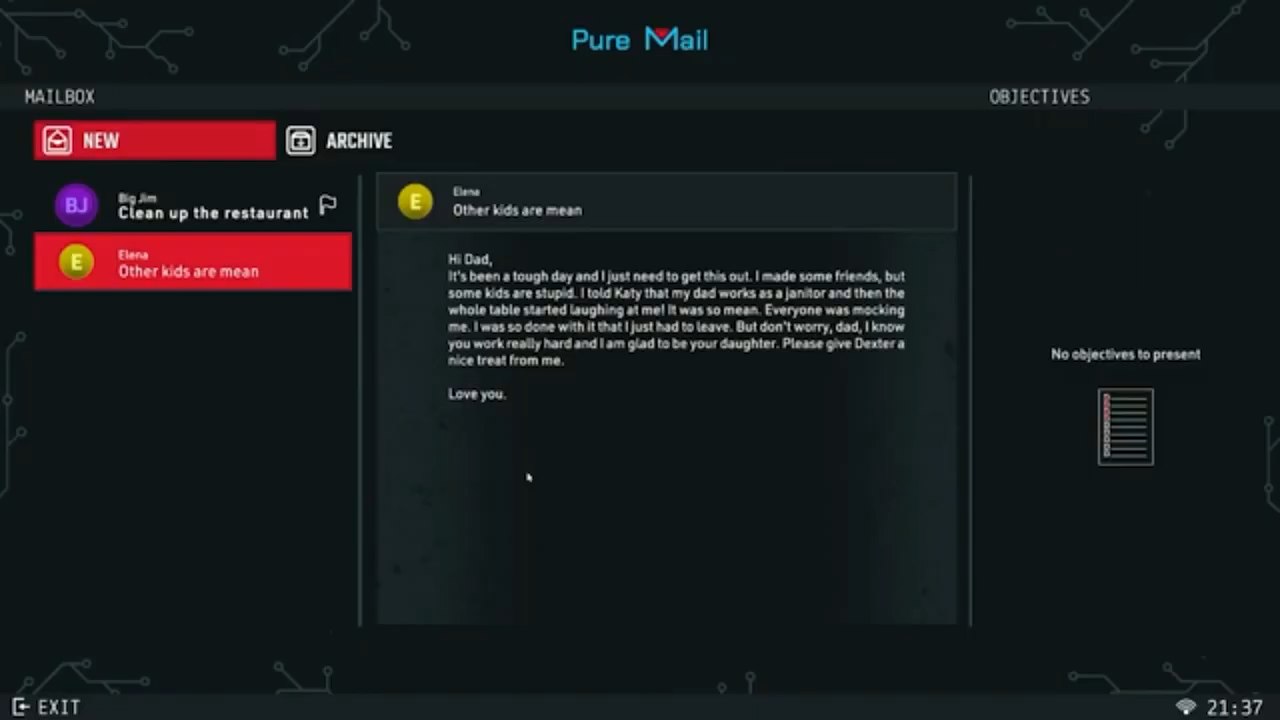 Pure Mail
MAILBOX
OBJECTIVES
NEW
ARCHIVE
BJ
Big Jim
Clean up the restaurant
E
Elena
Other kids are mean
E
Elena
Other kids are mean
Hi Dad,
It's been a tough day and I just need to get this out. I made some friends, but
some kids are stupid. I told Katy that my dad works as a janitor and then the
whole table started laughing at me! It was so mean. Everyone was mocking
me. I was so done with it that I just had to leave. But don't worry, dad, I know
you work really hard and I am glad to be your daughter. Please give Dexter a
nice treat from me.
Love you.
No objectives to present
EXIT
21:37